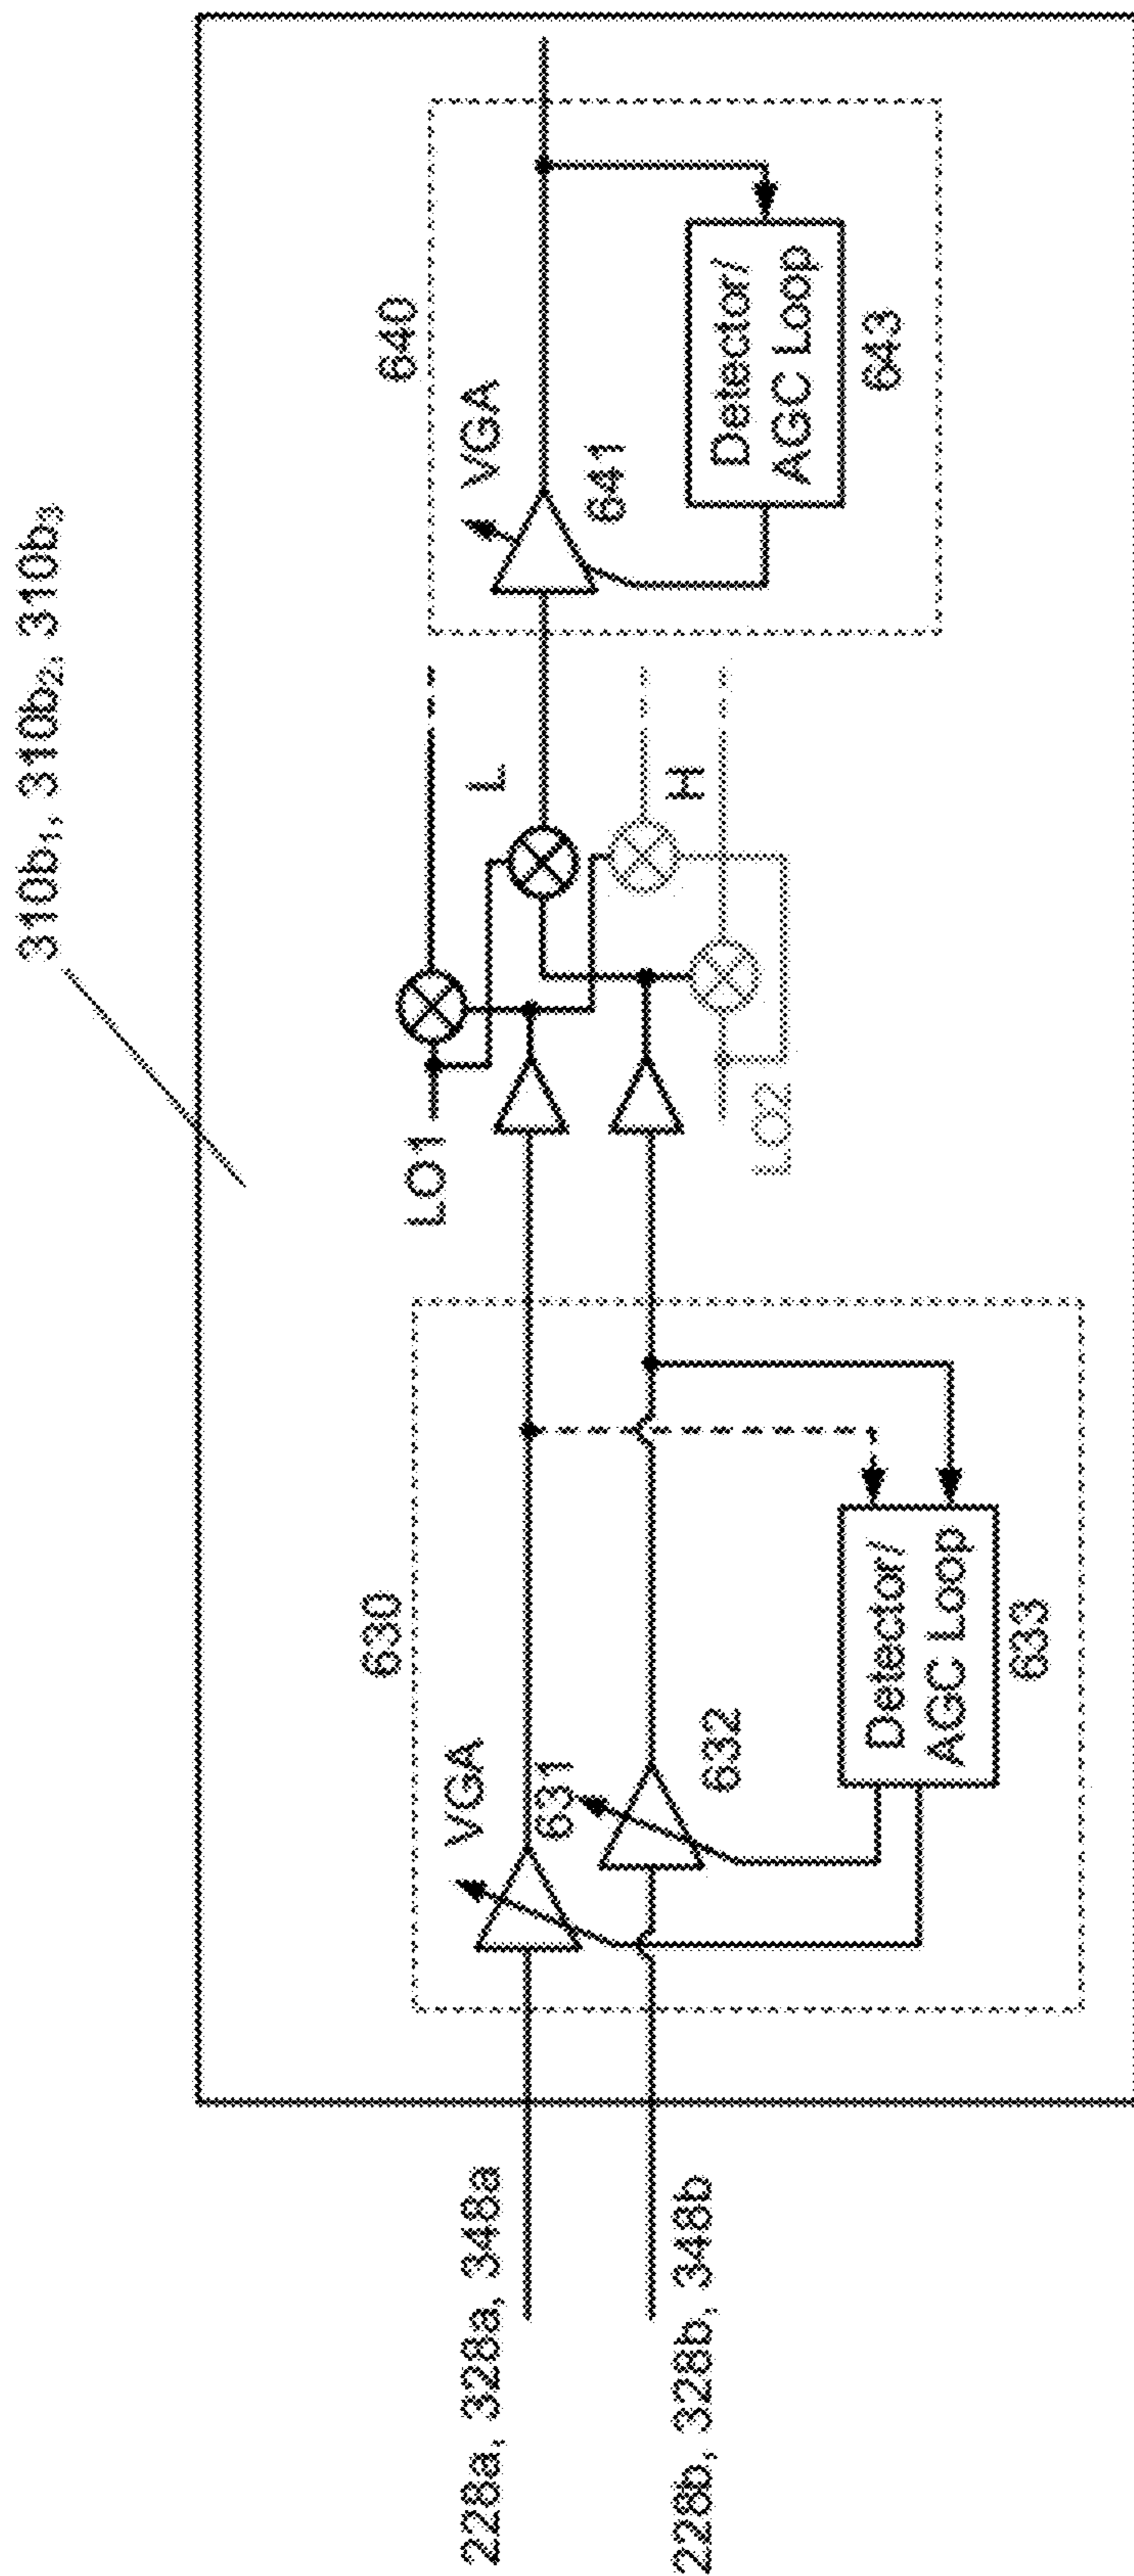 310b₁, 310b₂, 310b₃
640
VGA
641
Detector/
AGC Loop
643
LO1
L
H
LO2
630
VGA
631
632
Detector/
AGC Loop
633
228a, 328a, 348a
228b, 328b, 348b